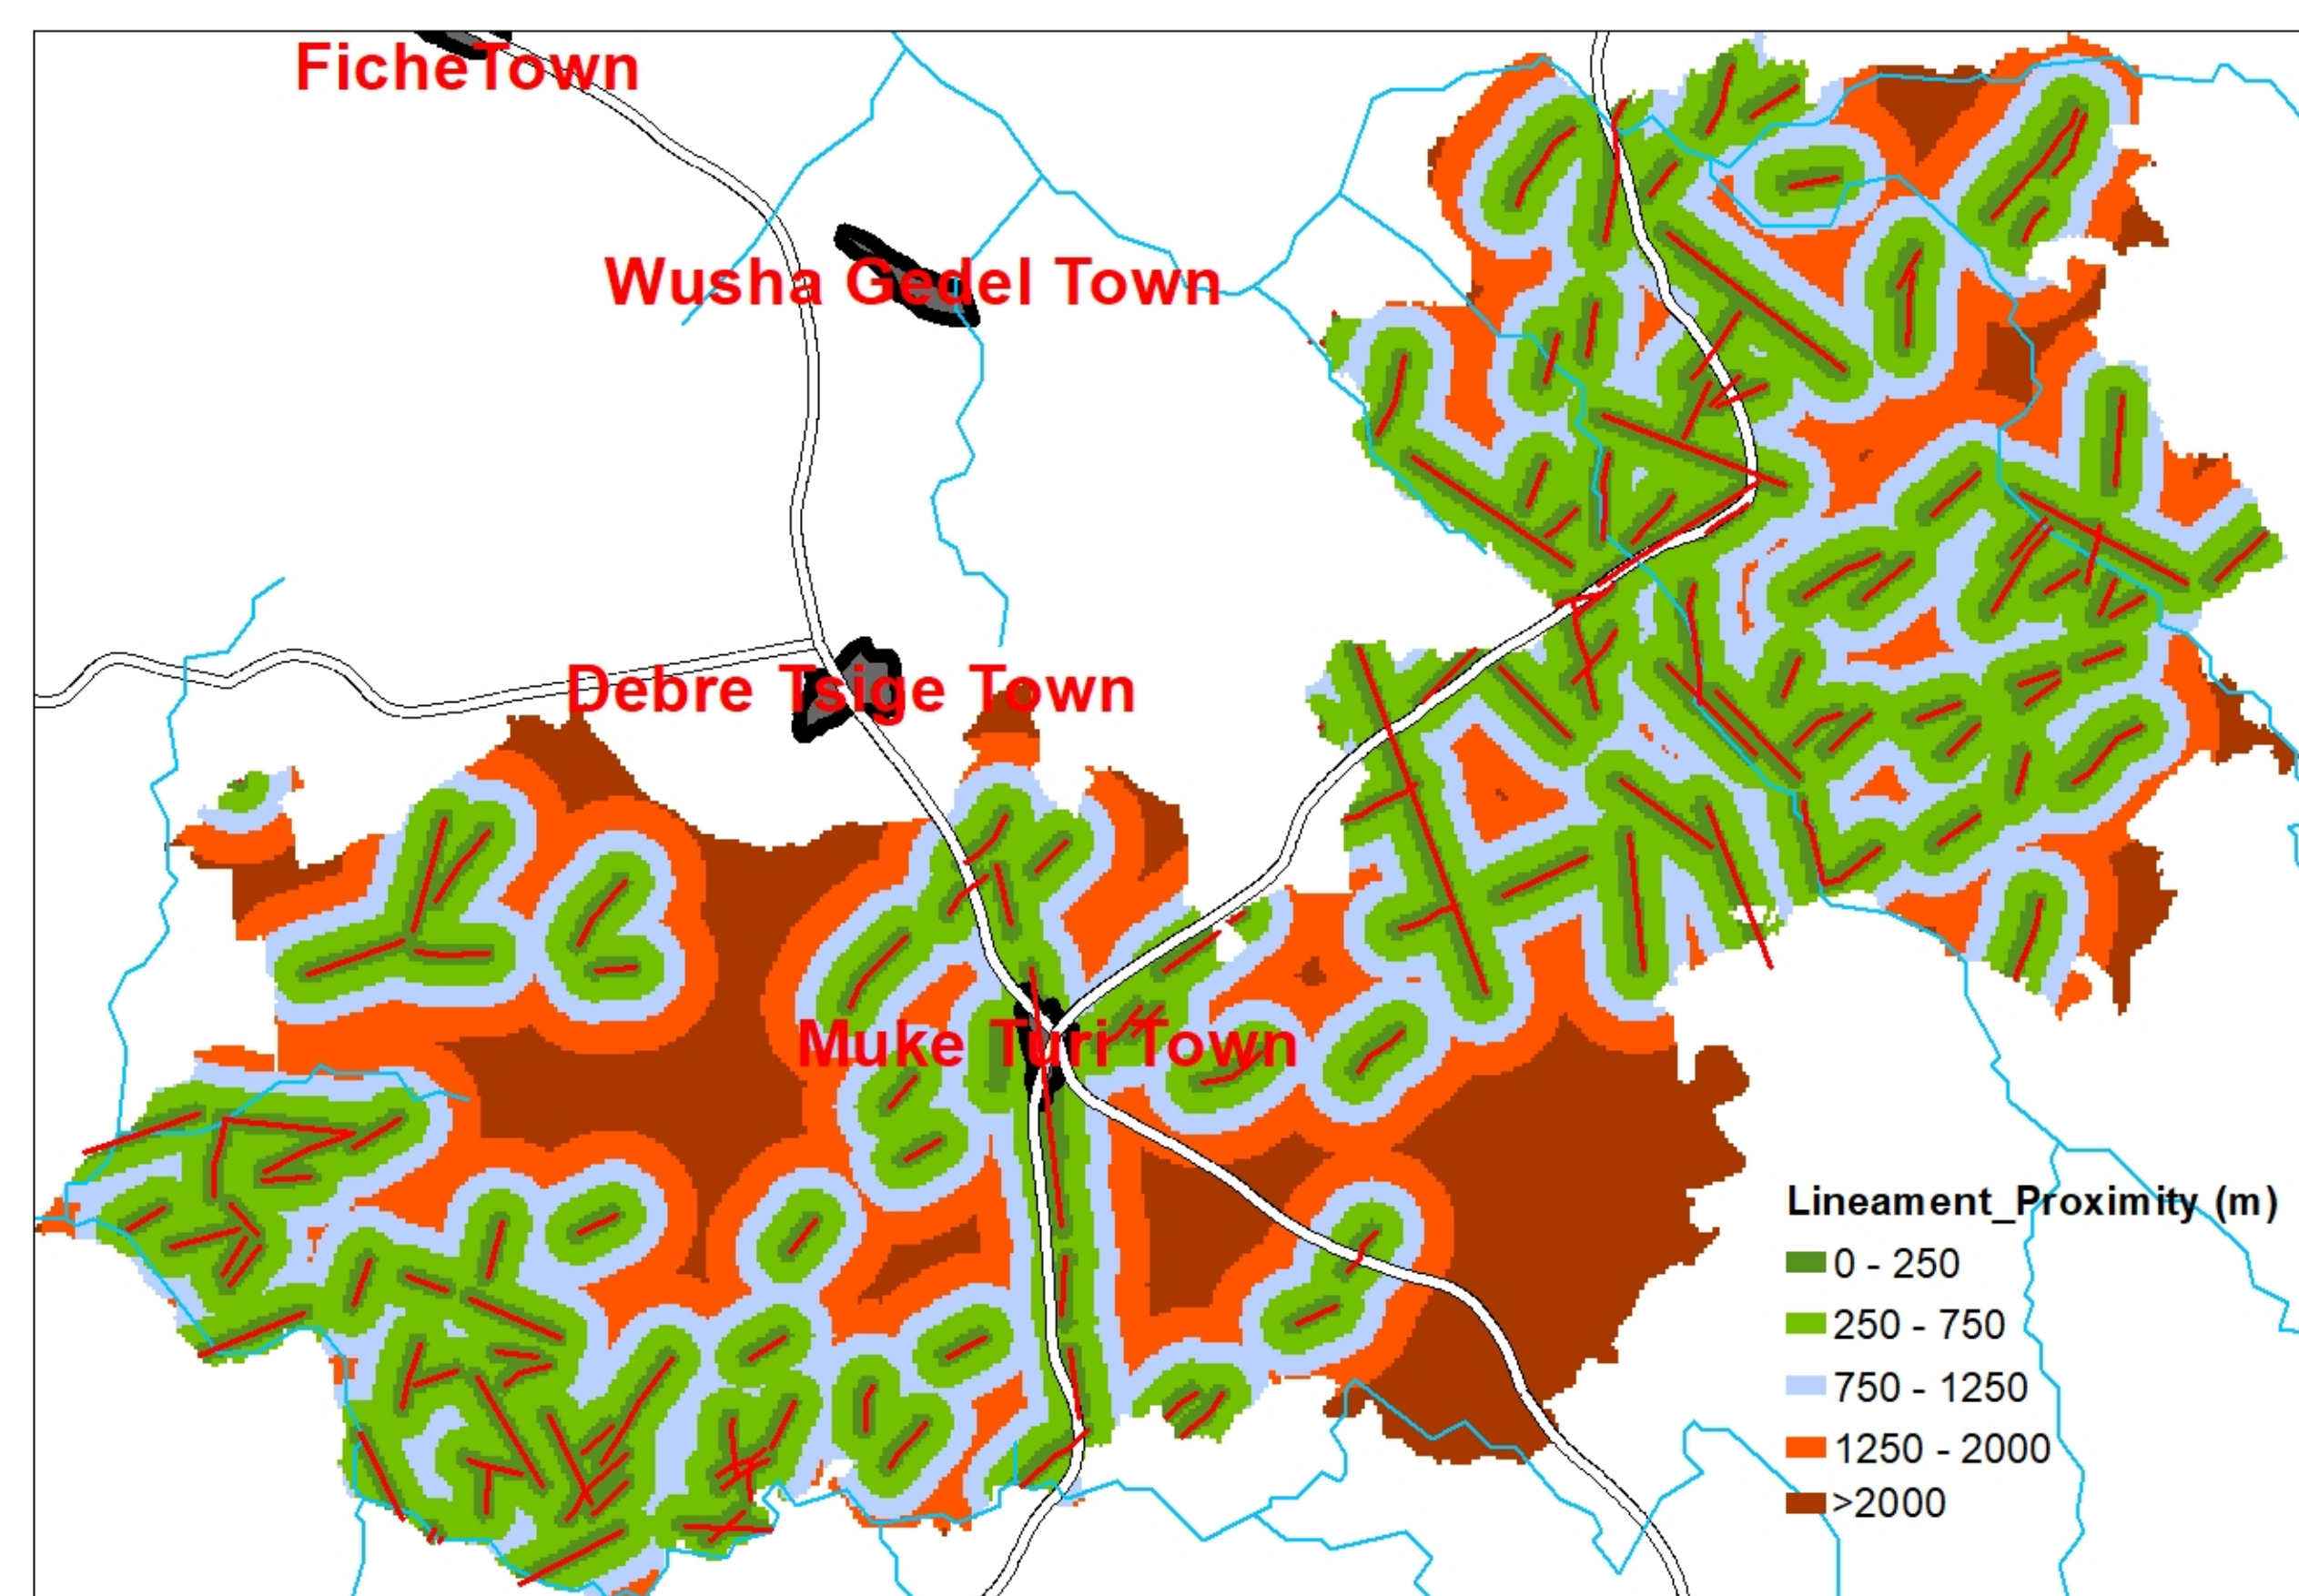 FicheTown
Wusha Gedel Town
Debre Tsige Town
Muke Turi Town
Lineament_Proximity (m)
0 - 250
250 - 750
750 - 1250
1250 - 2000
>2000